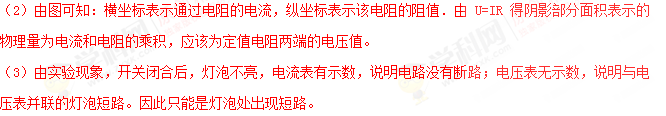 （2）由图可知：横坐标表示通过电阻的电流，纵坐标表示该电阻的阻值．由 U=IR 得阴影部分面积表示的
物理量为电流和电阻的乘积，应该为定值电阻两端的电压值。
（3）由实验现象，开关闭合后，灯泡不亮，电流表有示数，说明电路没有断路；电压表无示数，说明与电
压表并联的灯泡短路。因此只能是灯泡处出现短路。